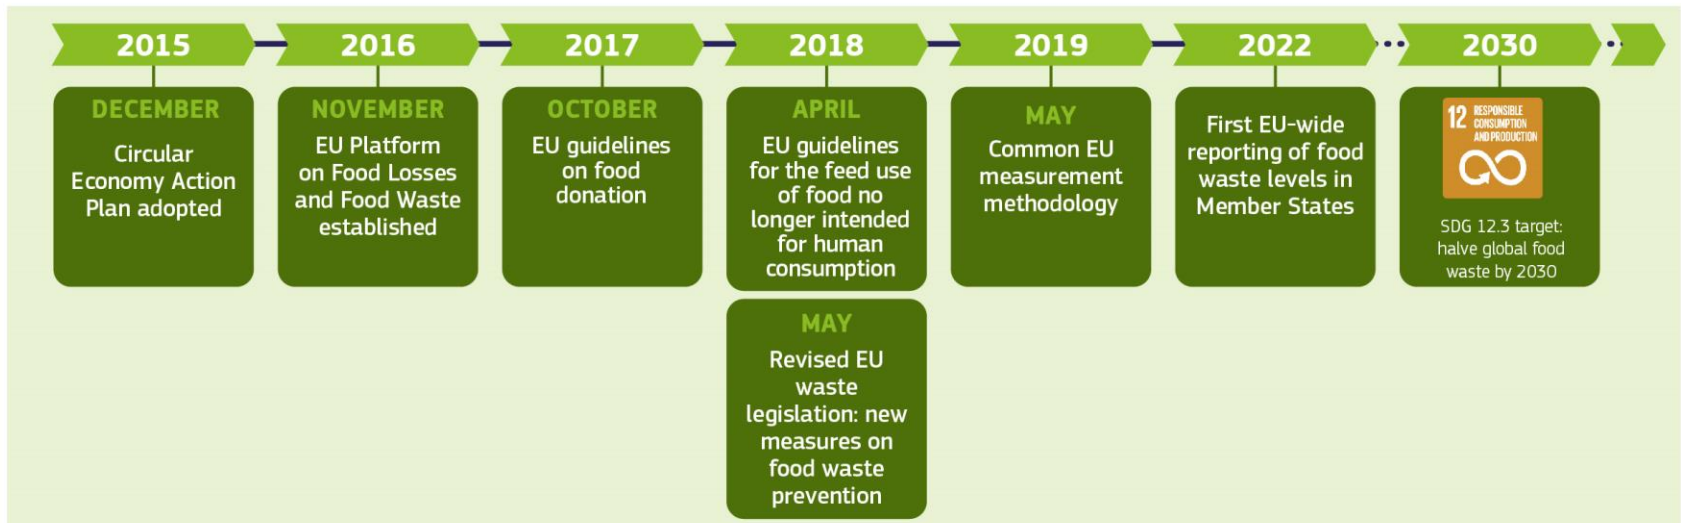 2015
2016
2017
2018
2019
2022
2030
DECEMBER
Circular
Economy Action
Plan adopted
NOVEMBER
EU Platform
on Food Losses
and Food Waste
established
OCTOBER
EU guidelines
on food
donation
APRIL
EU guidelines
for the feed use
of food no
longer intended
for human
consumption
MAY
Revised EU
waste
legislation: new
measures on
food waste
prevention
MAY
Common EU
measurement
methodology
First EU-wide
reporting of food
waste levels in
Member States
12 RESPONSIBLE
CONSUMPTION
AND PRODUCTION
SDG 12.3 target:
halve global food
waste by 2030